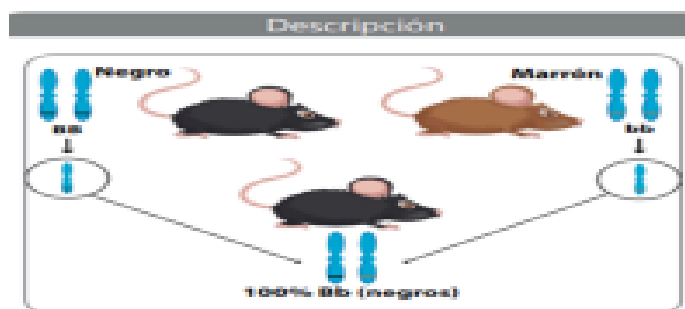 Descripción
Negro
Marrón
BB
bb
100% Bb (negros)